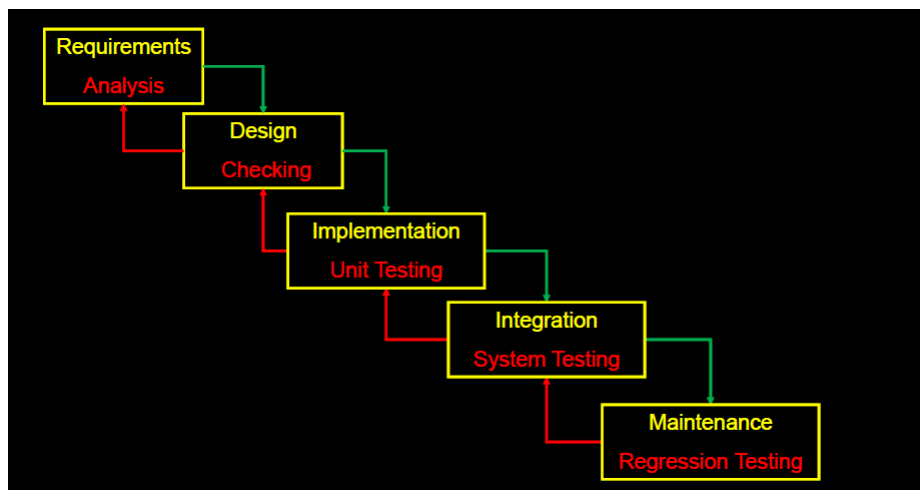 Requirements
Analysis
Design
Checking
Implementation
Unit Testing
Integration
System Testing
Maintenance
Regression Testing